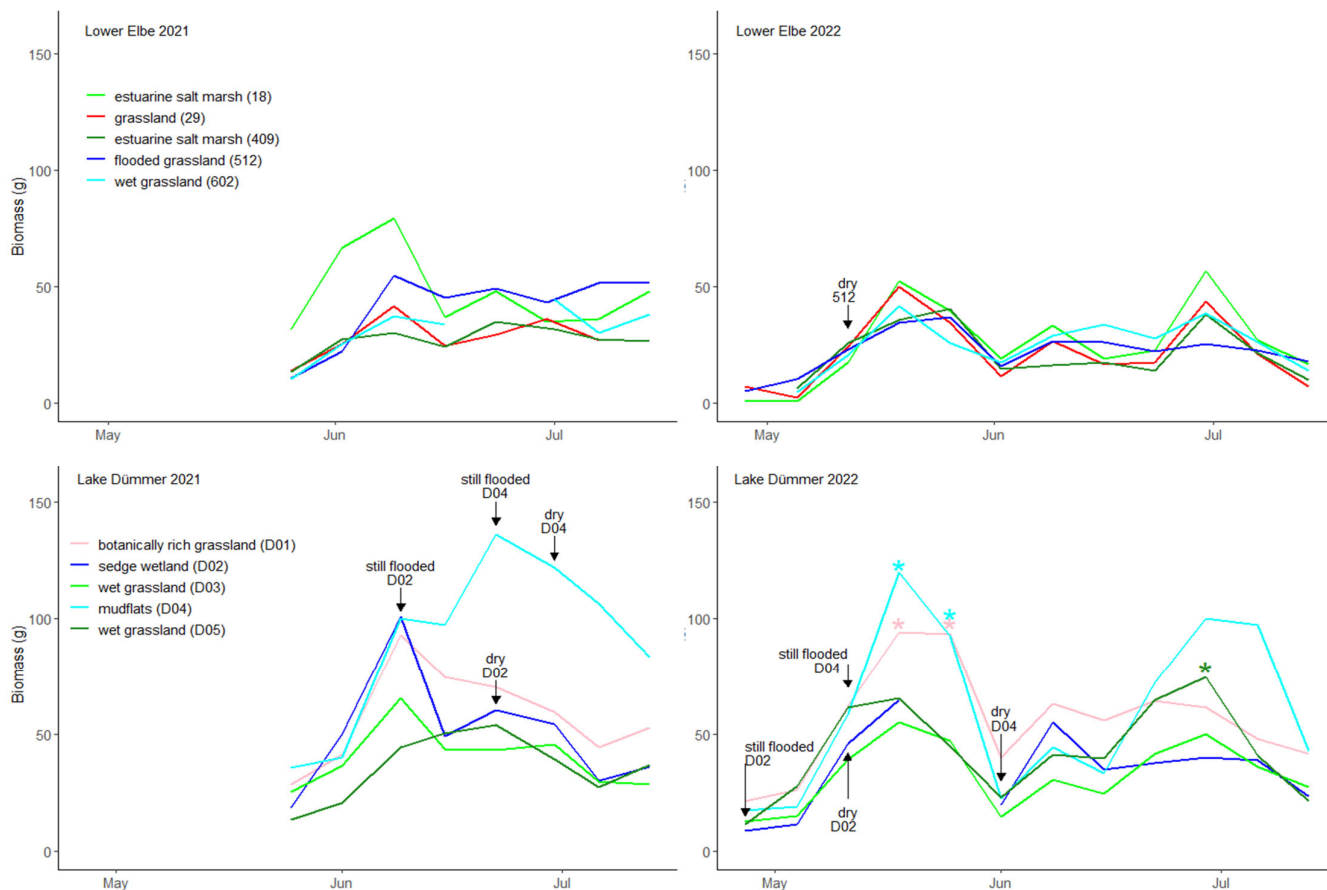 Lower Elbe 2021
150
100
50
0
Biomass (g)
estuarine salt marsh (18)
grassland (29)
estuarine salt marsh (409)
flooded grassland (512)
wet grassland (602)
May
Jun
Jul
Lower Elbe 2022
150
100
50
0
dry
512
May
Jun
Jul
Lake Dümmer 2021
150
100
50
0
Biomass (g)
botanically rich grassland (D01)
sedge wetland (D02)
wet grassland (D03)
mudflats (D04)
wet grassland (D05)
still flooded
D02
still flooded
D04
dry
D04
dry
D02
May
Jun
Jul
Lake Dümmer 2022
150
100
50
0
still flooded
D02
still flooded
D04
dry
D02
dry
D04
*
*
*
*
*
May
Jun
Jul